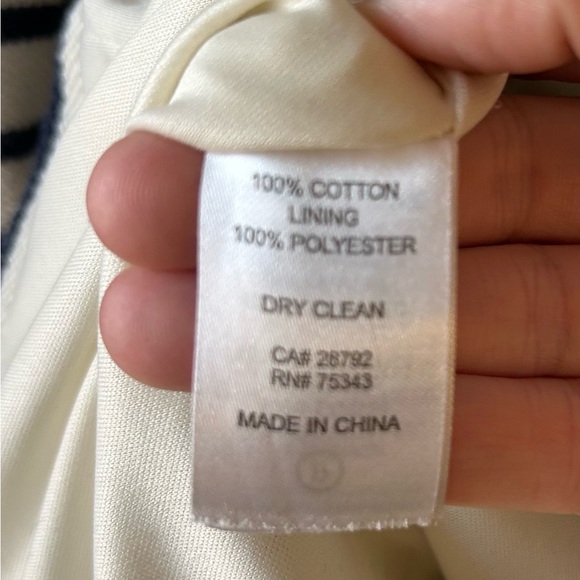 100% COTTON
LINING
100% POLYESTER
DRY CLEAN
CA# 28792
RN# 75343
MADE IN CHINA